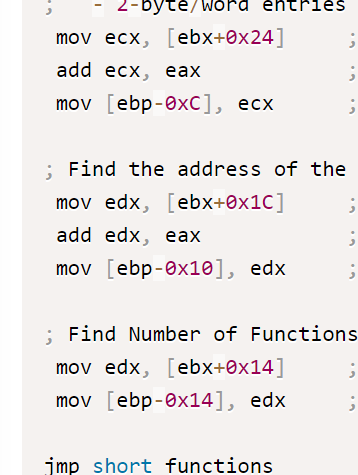 ;   - 2-byte/Word entries
mov ecx, [ebx+0x24]     ;
add ecx, eax            ;
mov [ebp-0xC], ecx      ;
; Find the address of the
mov edx, [ebx+0x1C]     ;
add edx, eax            ;
mov [ebp-0x10], edx     ;
; Find Number of Functions
mov edx, [ebx+0x14]     ;
mov [ebp-0x14], edx     ;
jmp short functions